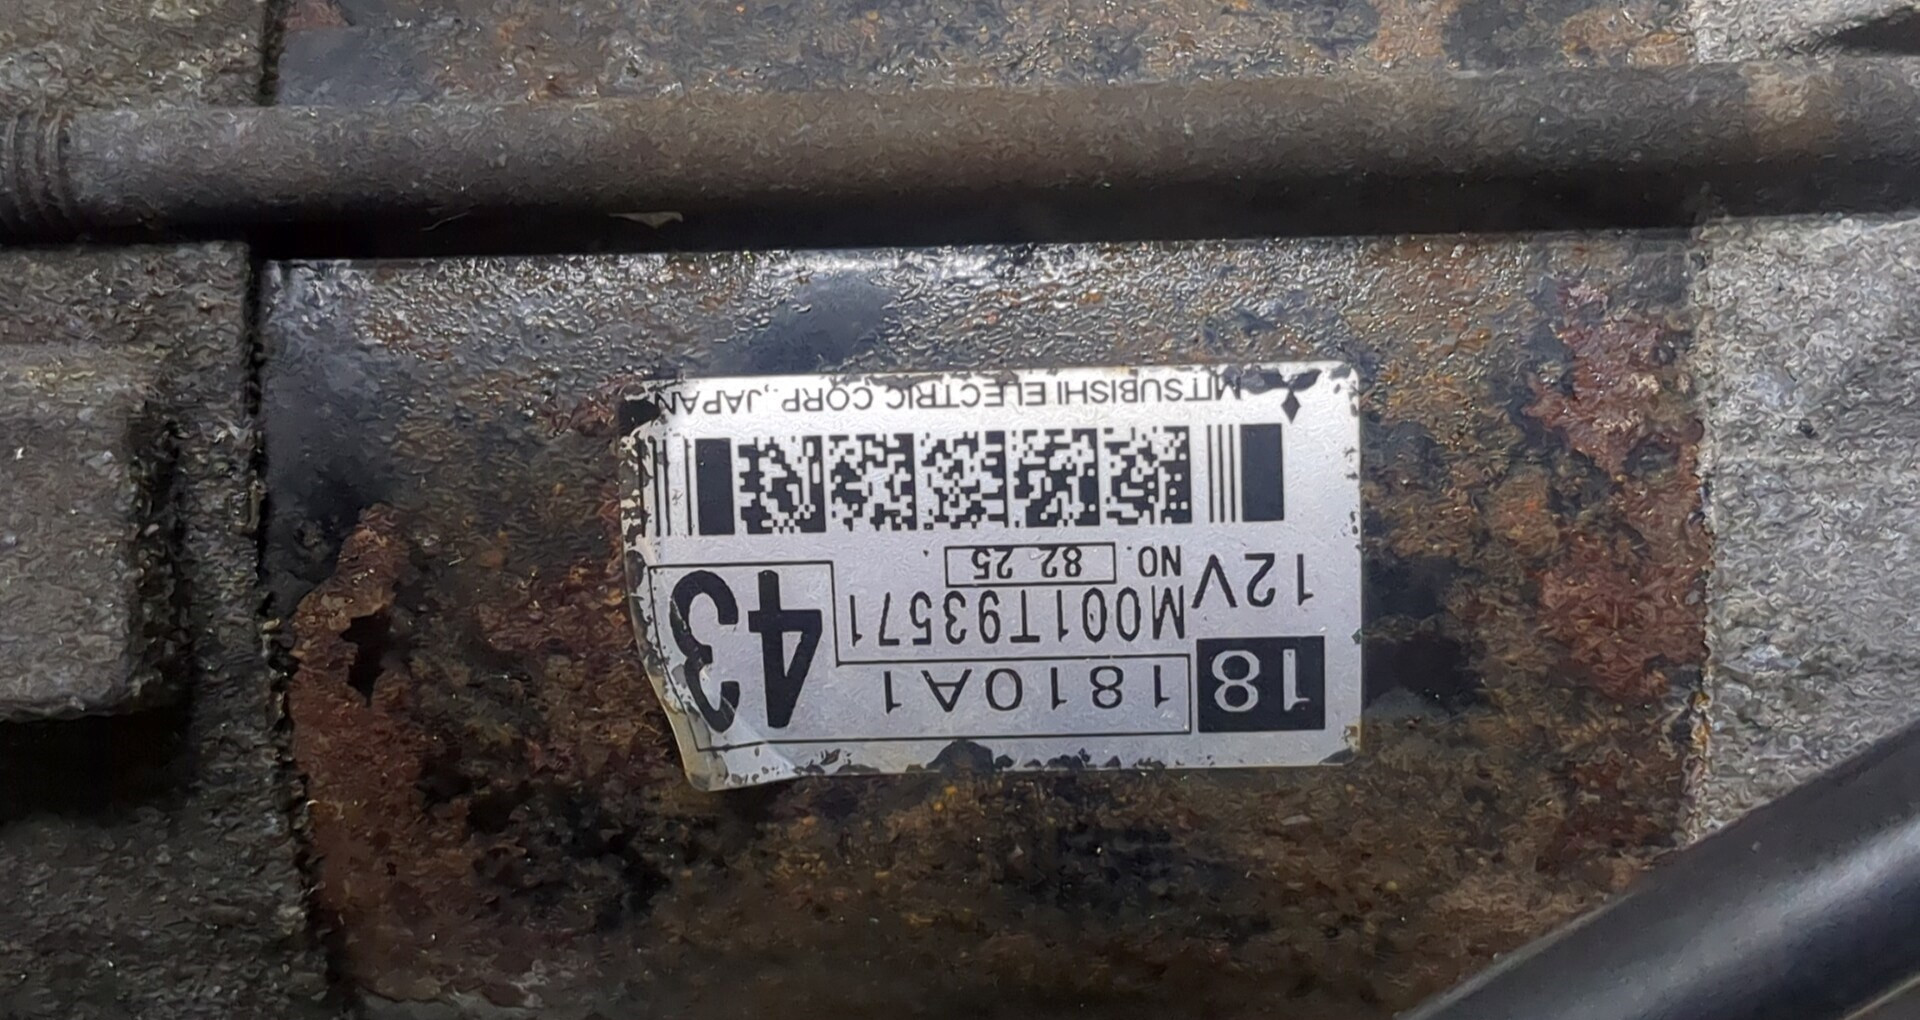 18 1810A1 43
M001T93571
12V NO. 82 25
MITSUBISHI ELECTRIC CORP., JAPAN